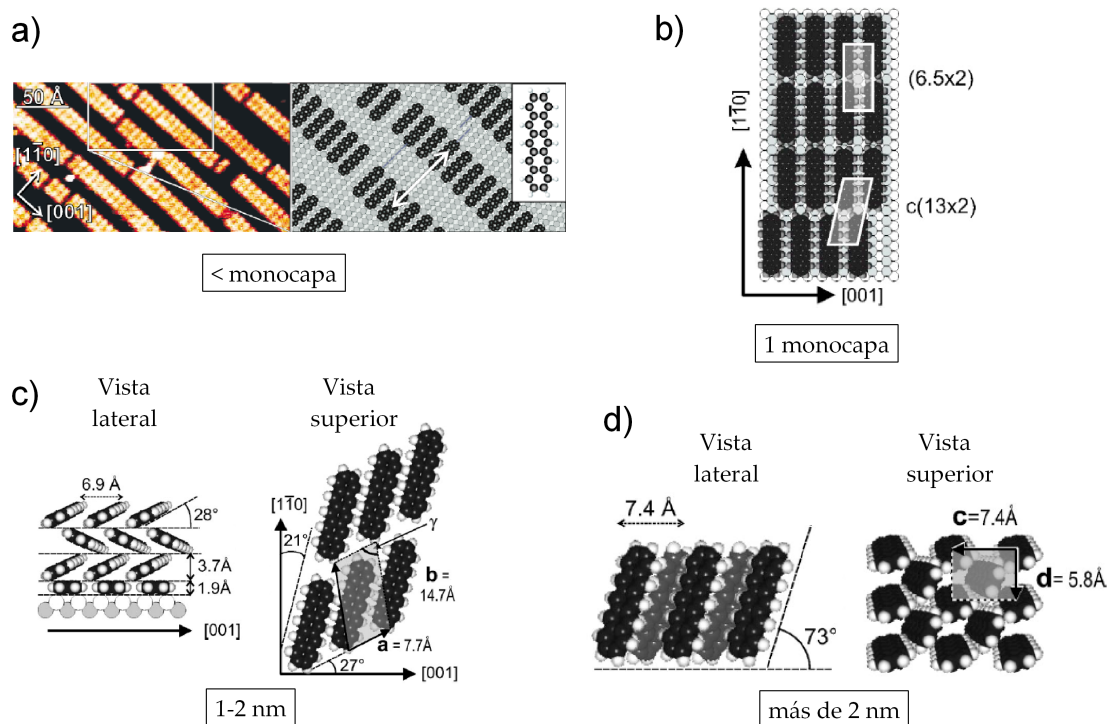 a)
50 Å
[11̄0]
[001]
< monocapa
b)
(6.5x2)
[11̄0]
c(13x2)
[001]
1 monocapa
c)
Vista
lateral
Vista
superior
6.9 Å
28°
3.7Å
1.9Å
[001]
[11̄0]
21°
γ
b =
14.7Å
a = 7.7Å
27°
[001]
1-2 nm
d)
Vista
lateral
Vista
superior
7.4 Å
73°
c=7.4Å
d = 5.8Å
más de 2 nm